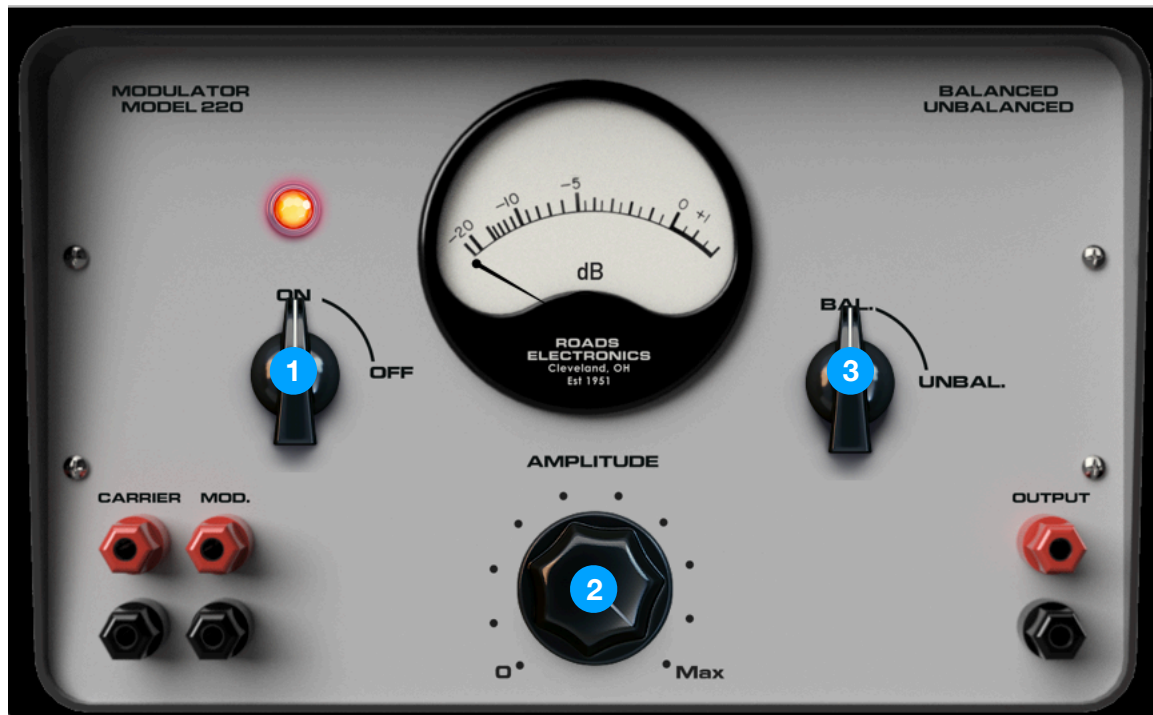 MODULATOR
MODEL 220
BALANCED
UNBALANCED
-20
-10
-5
0
+1
dB
ROADS
ELECTRONICS
Cleveland, OH
Est 1951
ON
OFF
1
BAL.
UNBAL.
3
AMPLITUDE
CARRIER
MOD.
OUTPUT
2
0
Max